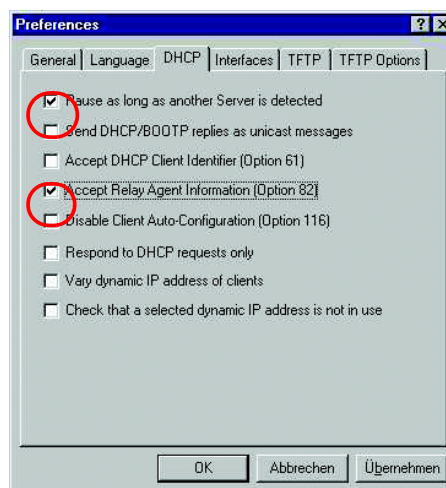 Preferences
General Language DHCP Interfaces TFTP TFTP Options
Pause as long as another Server is detected
Send DHCP/BOOTP replies as unicast messages
Accept DHCP Client Identifier (Option 61)
Accept Relay Agent Information (Option 82)
Disable Client Auto-Configuration (Option 116)
Respond to DHCP requests only
Vary dynamic IP address of clients
Check that a selected dynamic IP address is not in use
OK Abbrechen Übernehmen